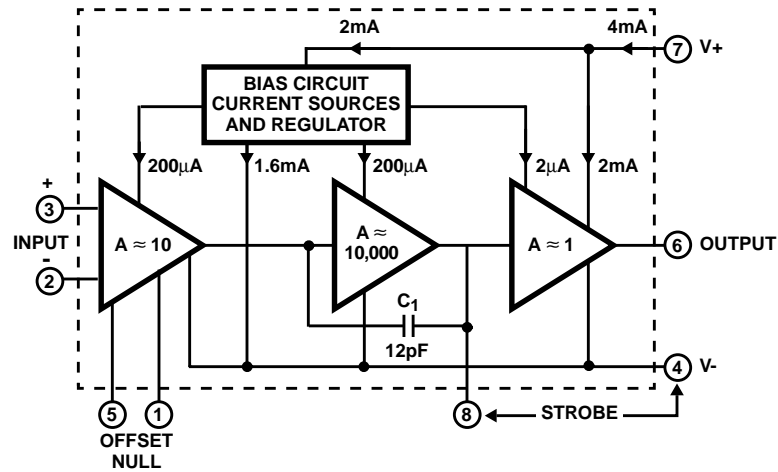 2mA
4mA
7 V+
BIAS CIRCUIT
CURRENT SOURCES
AND REGULATOR
200µA
1.6mA
200µA
2µA
2mA
+
3
INPUT
-
2
A ≈ 10
A ≈
10,000
A ≈ 1
6 OUTPUT
C1
12pF
4 V-
5
1
OFFSET
NULL
8
STROBE